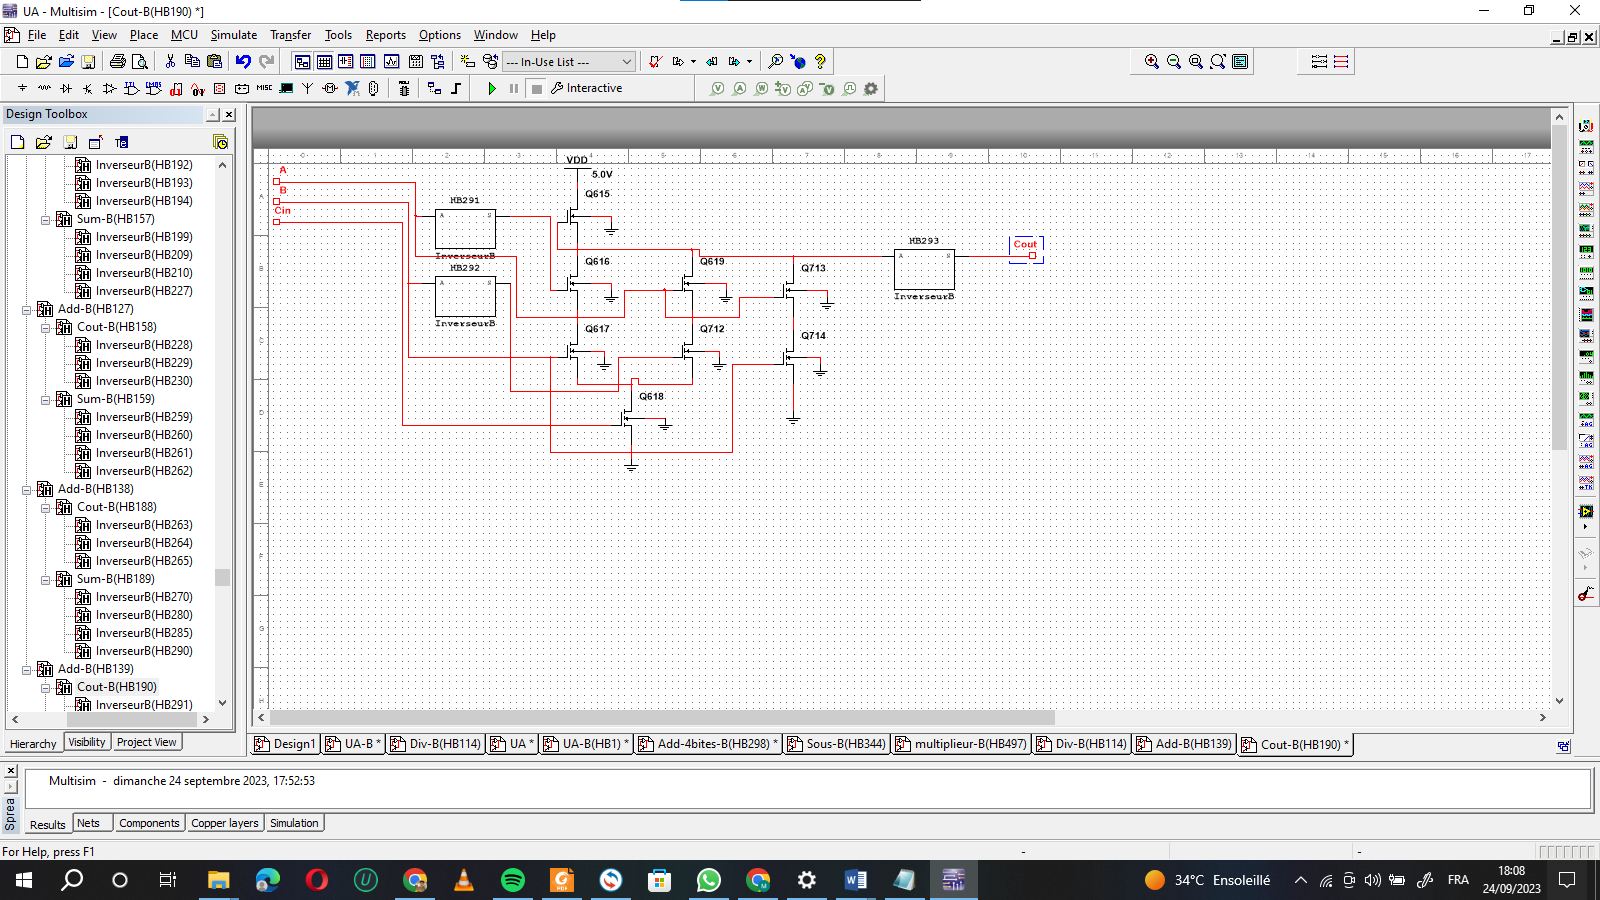 UA - Multisim - [Cout-B(HB190) *]
File Edit View Place MCU Simulate Transfer Tools Reports Options Window Help
--- In-Use List ---
Interactive
Design Toolbox
InverseurB(HB192)
InverseurB(HB193)
InverseurB(HB194)
Sum-B(HB157)
InverseurB(HB199)
InverseurB(HB209)
InverseurB(HB210)
InverseurB(HB227)
Add-B(HB127)
Cout-B(HB158)
InverseurB(HB228)
InverseurB(HB229)
InverseurB(HB230)
Sum-B(HB159)
InverseurB(HB259)
InverseurB(HB260)
InverseurB(HB261)
InverseurB(HB262)
Add-B(HB138)
Cout-B(HB188)
InverseurB(HB263)
InverseurB(HB264)
InverseurB(HB265)
Sum-B(HB189)
InverseurB(HB270)
InverseurB(HB280)
InverseurB(HB285)
InverseurB(HB290)
Add-B(HB139)
Cout-B(HB190)
InverseurB(HB291)
Hierarchy Visibility Project View
VDD
5.0V
A
B
Cin
HB291
A S
InverseurB
HB292
A S
InverseurB
Q615
Q616
Q617
Q618
Q619
Q712
Q713
Q714
HB293
A S
InverseurB
Cout
Design1 UA-B * Div-B(HB114) UA * UA-B(HB1) * Add-4bites-B(HB298) * Sous-B(HB344) multiplieur-B(HB497) Div-B(HB114) Add-B(HB139) Cout-B(HB190) *
Multisim - dimanche 24 septembre 2023, 17:52:53
Sprea
Results Nets Components Copper layers Simulation
For Help, press F1
34°C Ensoleillé
FRA
18:08
24/09/2023